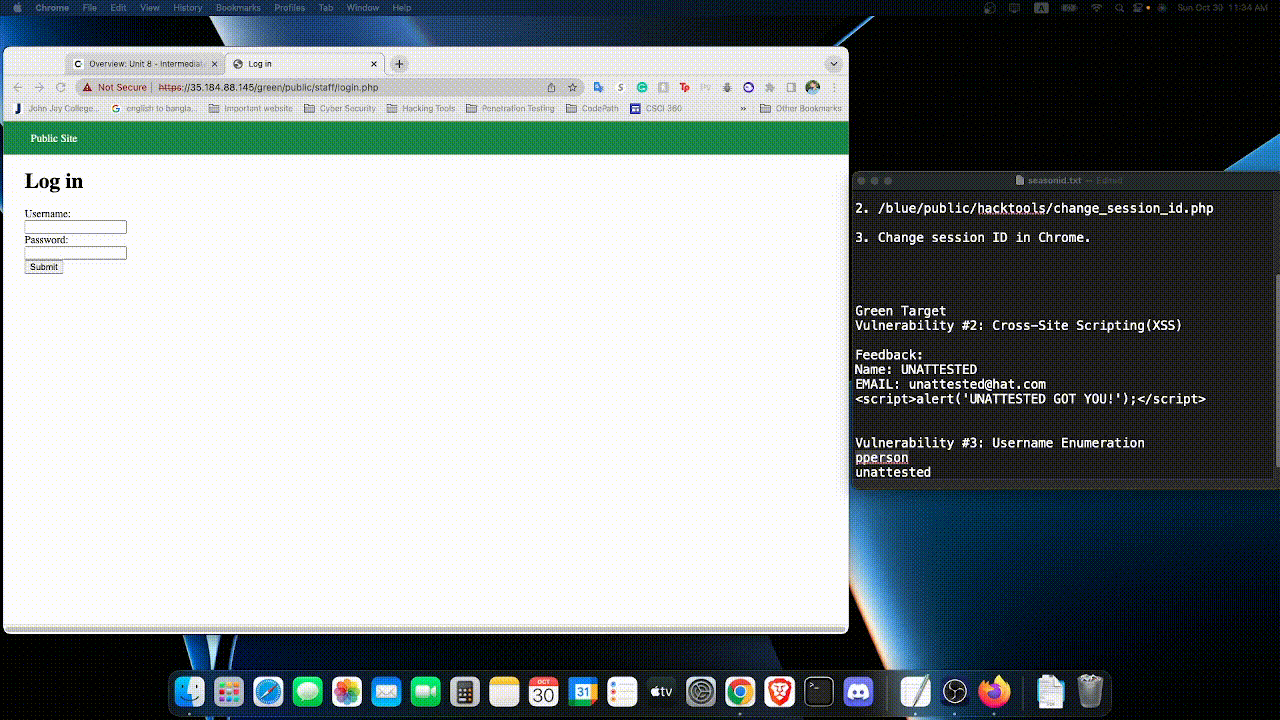 Chrome File Edit View History Bookmarks Profiles Tab Window Help
A
Sun Oct 30 11:34 AM
Overview: Unit 8 - Intermediate
Log in
Not Secure https://35.184.88.145/green/public/staff/login.php
John Jay College... english to bangla... Important website Cyber Security Hacking Tools Penetration Testing CodePath CSCI 360 » Other Bookmarks
Public Site
Log in
Username:
Password:
Submit
seasonid.txt — Edited
2. /blue/public/hacktools/change_session_id.php
3. Change session ID in Chrome.
Green Target
Vulnerability #2: Cross-Site Scripting(XSS)
Feedback:
Name: UNATTESTED
EMAIL: unattested@hat.com
<script>alert('UNATTESTED GOT YOU!');</script>
Vulnerability #3: Username Enumeration
pperson
unattested
OCT
30
31
tv